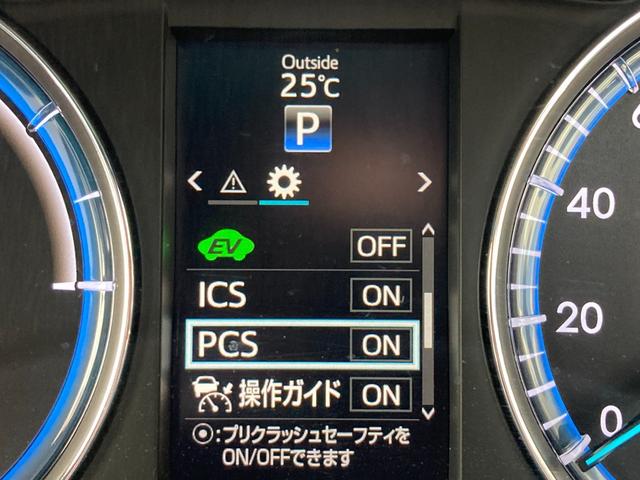 Outside
25℃
P
EV OFF
ICS ON
PCS ON
操作ガイド ON
⦿:プリクラッシュセーフティを
ON/OFFできます
40
20
0